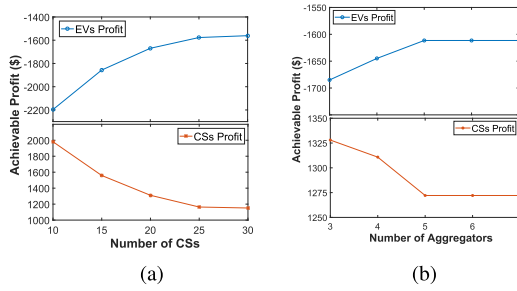 -1400
-1600
-1800
-2000
-2200
EVs Profit
Achievable Profit ($)
2000
1800
1600
1400
1200
1000
CSs Profit
10 15 20 25 30
Number of CSs
(a)
-1550
-1600
-1700
EVs Profit
Achievable Profit ($)
1350
1325
1300
1275
1250
CSs Profit
3 4 5 6
Number of Aggregators
(b)